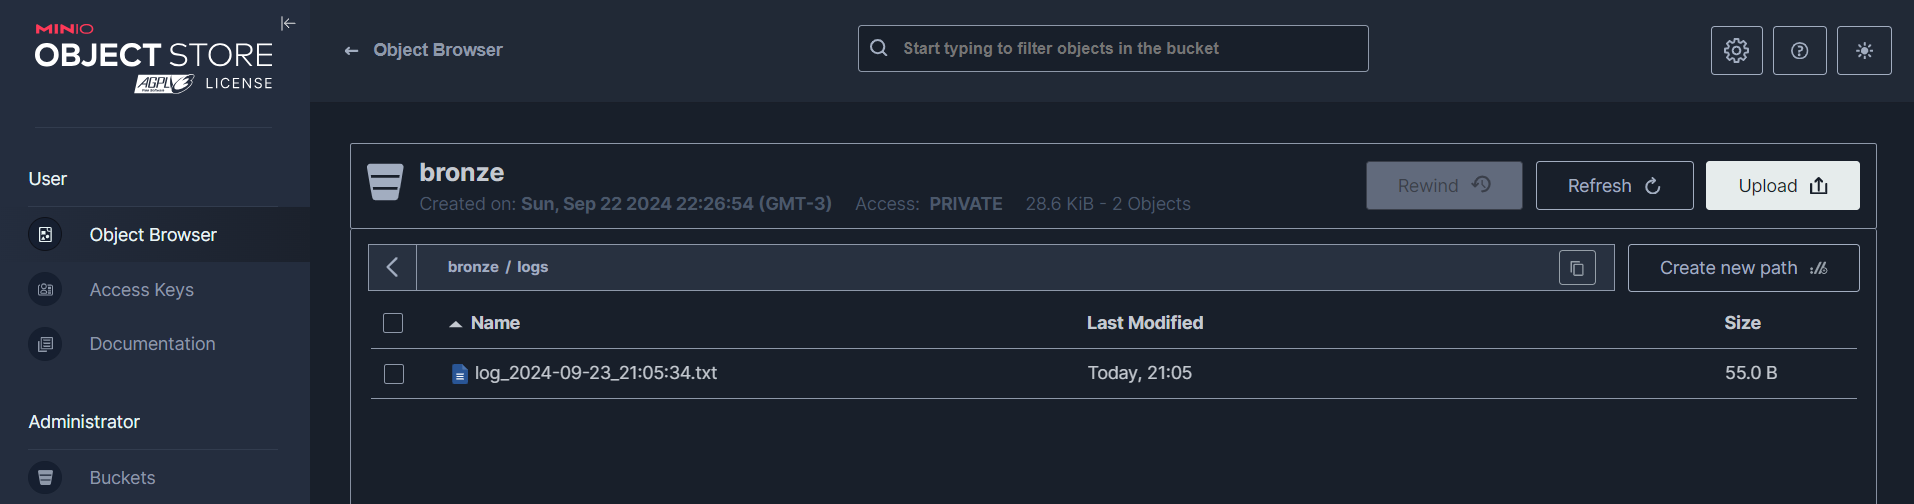 MINIO
OBJECT STORE
AGPL v3 LICENSE
User
Object Browser
Access Keys
Documentation
Administrator
Buckets
← Object Browser
Start typing to filter objects in the bucket
bronze
Created on: Sun, Sep 22 2024 22:26:54 (GMT-3) Access: PRIVATE 28.6 KiB - 2 Objects
Rewind
Refresh
Upload
bronze / logs
Create new path
Name Last Modified Size
log_2024-09-23_21:05:34.txt Today, 21:05 55.0 B